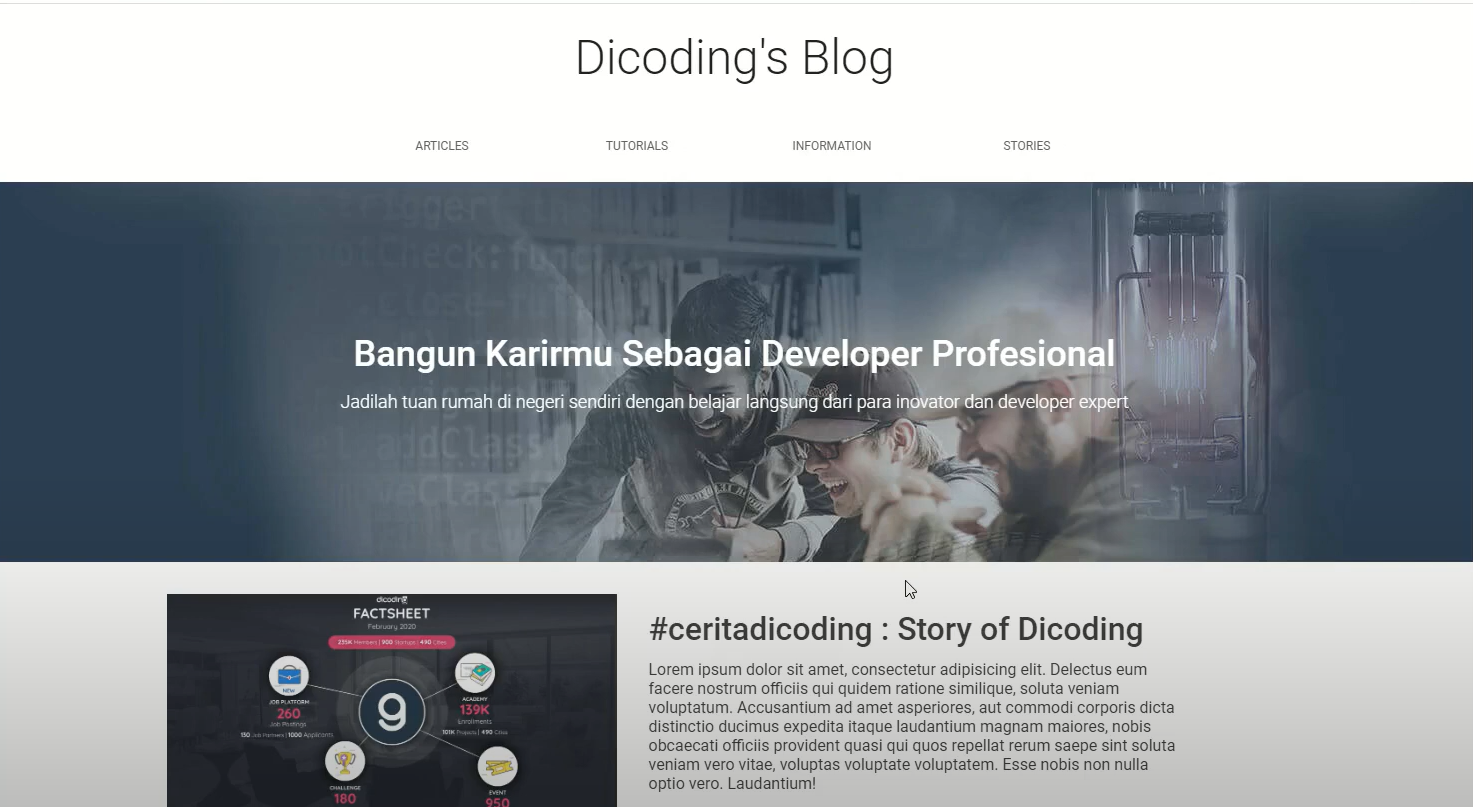 Dicoding's Blog
ARTICLES
TUTORIALS
INFORMATION
STORIES
Bangun Karirmu Sebagai Developer Profesional
Jadilah tuan rumah di negeri sendiri dengan belajar langsung dari para inovator dan developer expert
dicoding
FACTSHEET
February 2020
235K Members | 900 Startups | 490 Cities
NEW
JOB PLATFORM
260
Job Postings
150 Job Partners | 1000 Applicants
ACADEMY
139K
Enrollments
101K Projects | 490 Cities
CHALLENGE
180
EVENT
950
#ceritadicoding : Story of Dicoding
Lorem ipsum dolor sit amet, consectetur adipisicing elit. Delectus eum
facere nostrum officiis qui quidem ratione similique, soluta veniam
voluptatum. Accusantium ad amet asperiores, aut commodi corporis dicta
distinctio ducimus expedita itaque laudantium magnam maiores, nobis
obcaecati officiis provident quasi qui quos repellat rerum saepe sint soluta
veniam vero vitae, voluptas voluptate voluptatem. Esse nobis non nulla
optio vero. Laudantium!